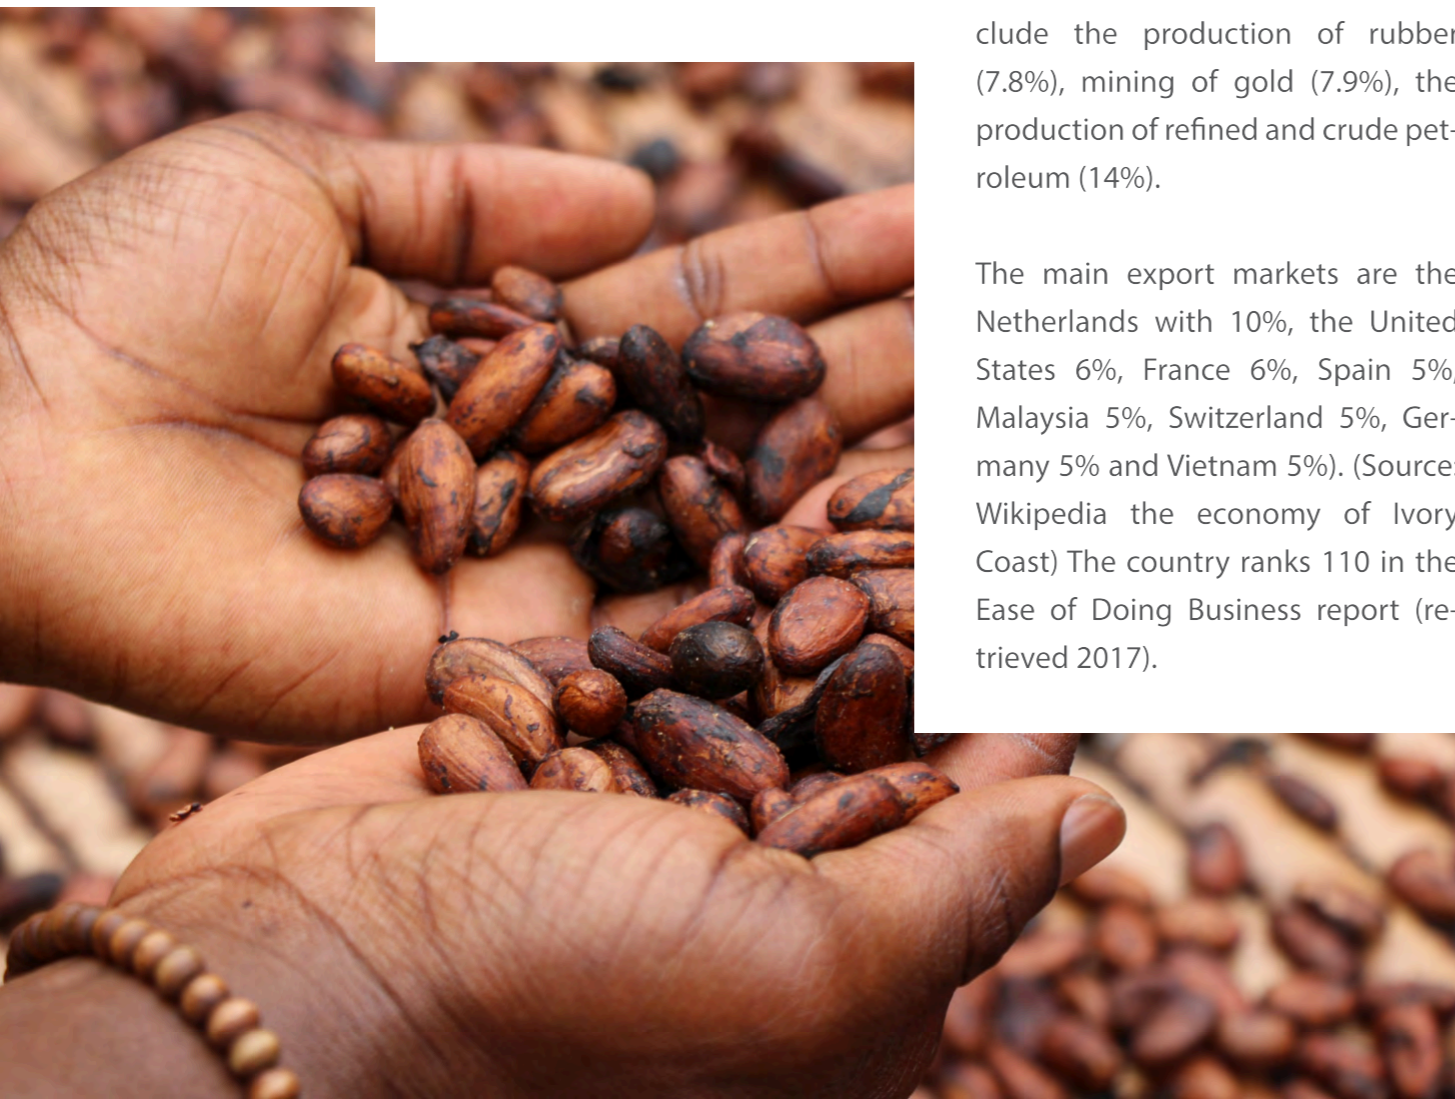 clude the production of rubber
(7.8%), mining of gold (7.9%), the
production of refined and crude pet-
roleum (14%).
The main export markets are the
Netherlands with 10%, the United
States 6%, France 6%, Spain 5%,
Malaysia 5%, Switzerland 5%, Ger-
many 5% and Vietnam 5%). (Source:
Wikipedia the economy of Ivory
Coast) The country ranks 110 in the
Ease of Doing Business report (re-
trieved 2017).